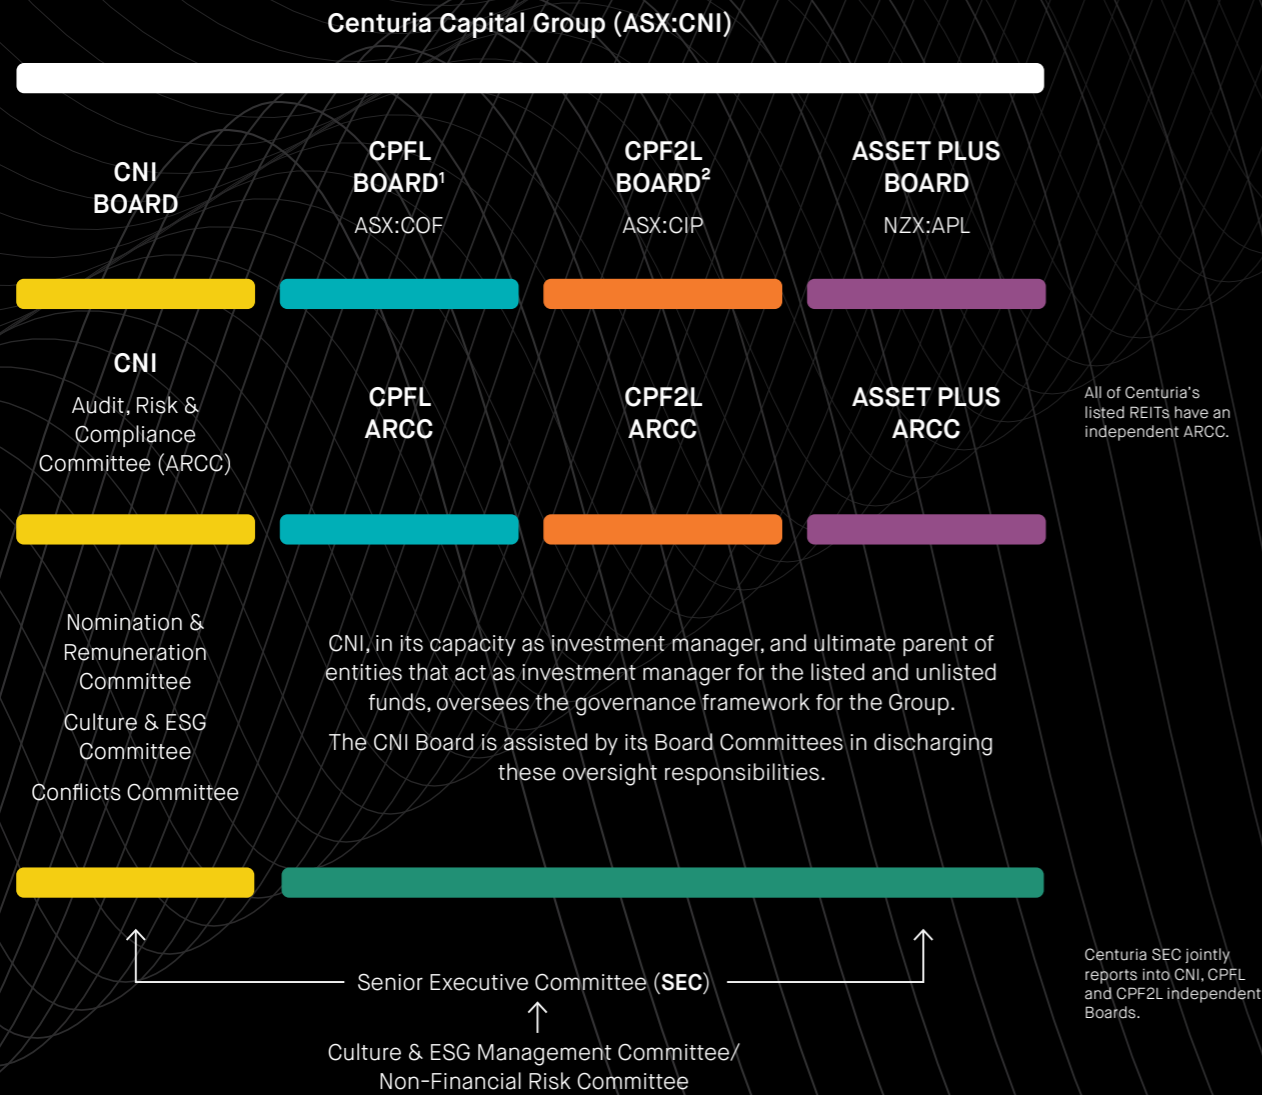 Centuria Capital Group (ASX:CNI)
CNI
BOARD
CPFL
BOARD¹
ASX:COF
CPF2L
BOARD²
ASX:CIP
ASSET PLUS
BOARD
NZX:APL
CNI
Audit, Risk &
Compliance
Committee (ARCC)
CPFL
ARCC
CPF2L
ARCC
ASSET PLUS
ARCC
All of Centuria's
listed REITs have an
independent ARCC.
Nomination &
Remuneration
Committee
Culture & ESG
Committee
Conflicts Committee
CNI, in its capacity as investment manager, and ultimate parent of
entities that act as investment manager for the listed and unlisted
funds, oversees the governance framework for the Group.
The CNI Board is assisted by its Board Committees in discharging
these oversight responsibilities.
Senior Executive Committee (SEC)
Centuria SEC jointly
reports into CNI, CPFL
and CPF2L independent
Boards.
Culture & ESG Management Committee/
Non-Financial Risk Committee